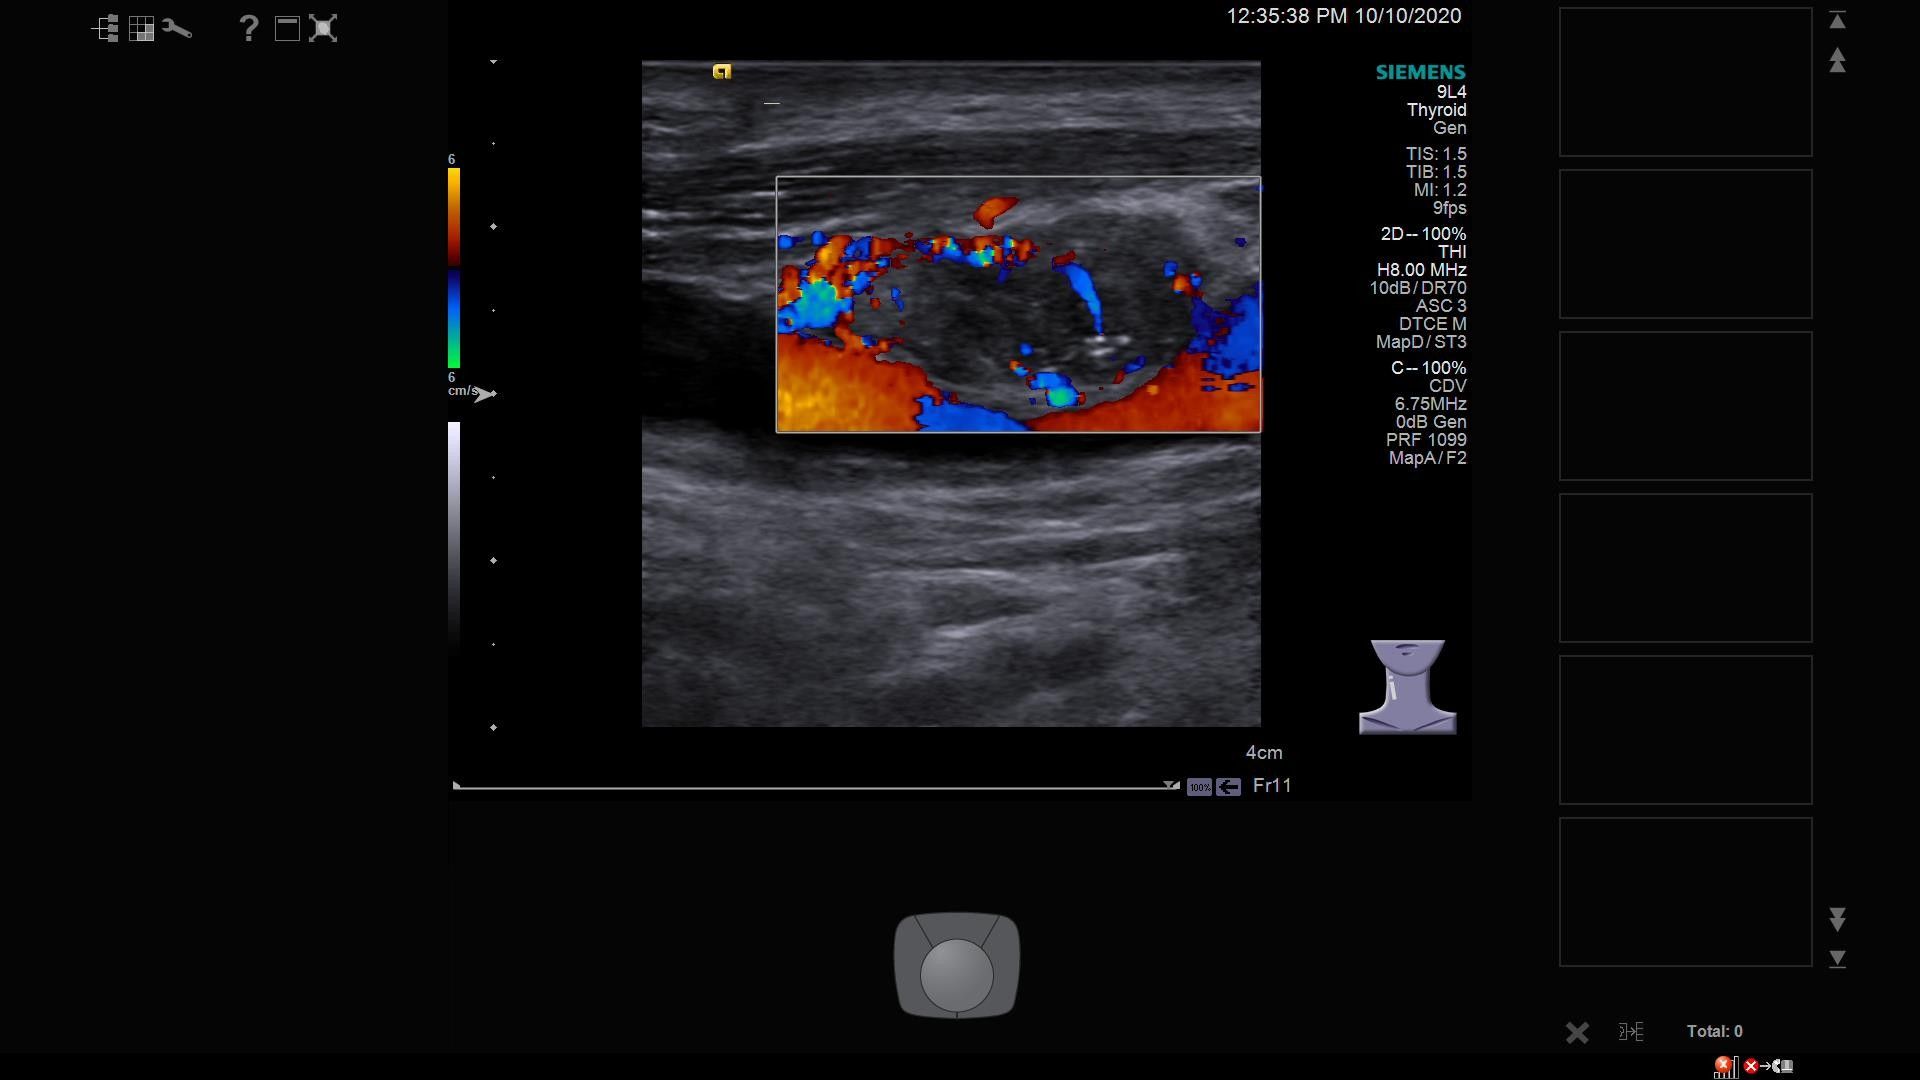 ?
12:35:38 PM 10/10/2020
SIEMENS
9L4
Thyroid
Gen
TIS: 1.5
TIB: 1.5
MI: 1.2
9fps
2D -- 100%
THI
H8.00 MHz
10dB / DR70
ASC 3
DTCE M
MapD / ST3
C -- 100%
CDV
6.75MHz
0dB Gen
PRF 1099
MapA / F2
6
6
cm/s
4cm
100%
Fr11
Total: 0